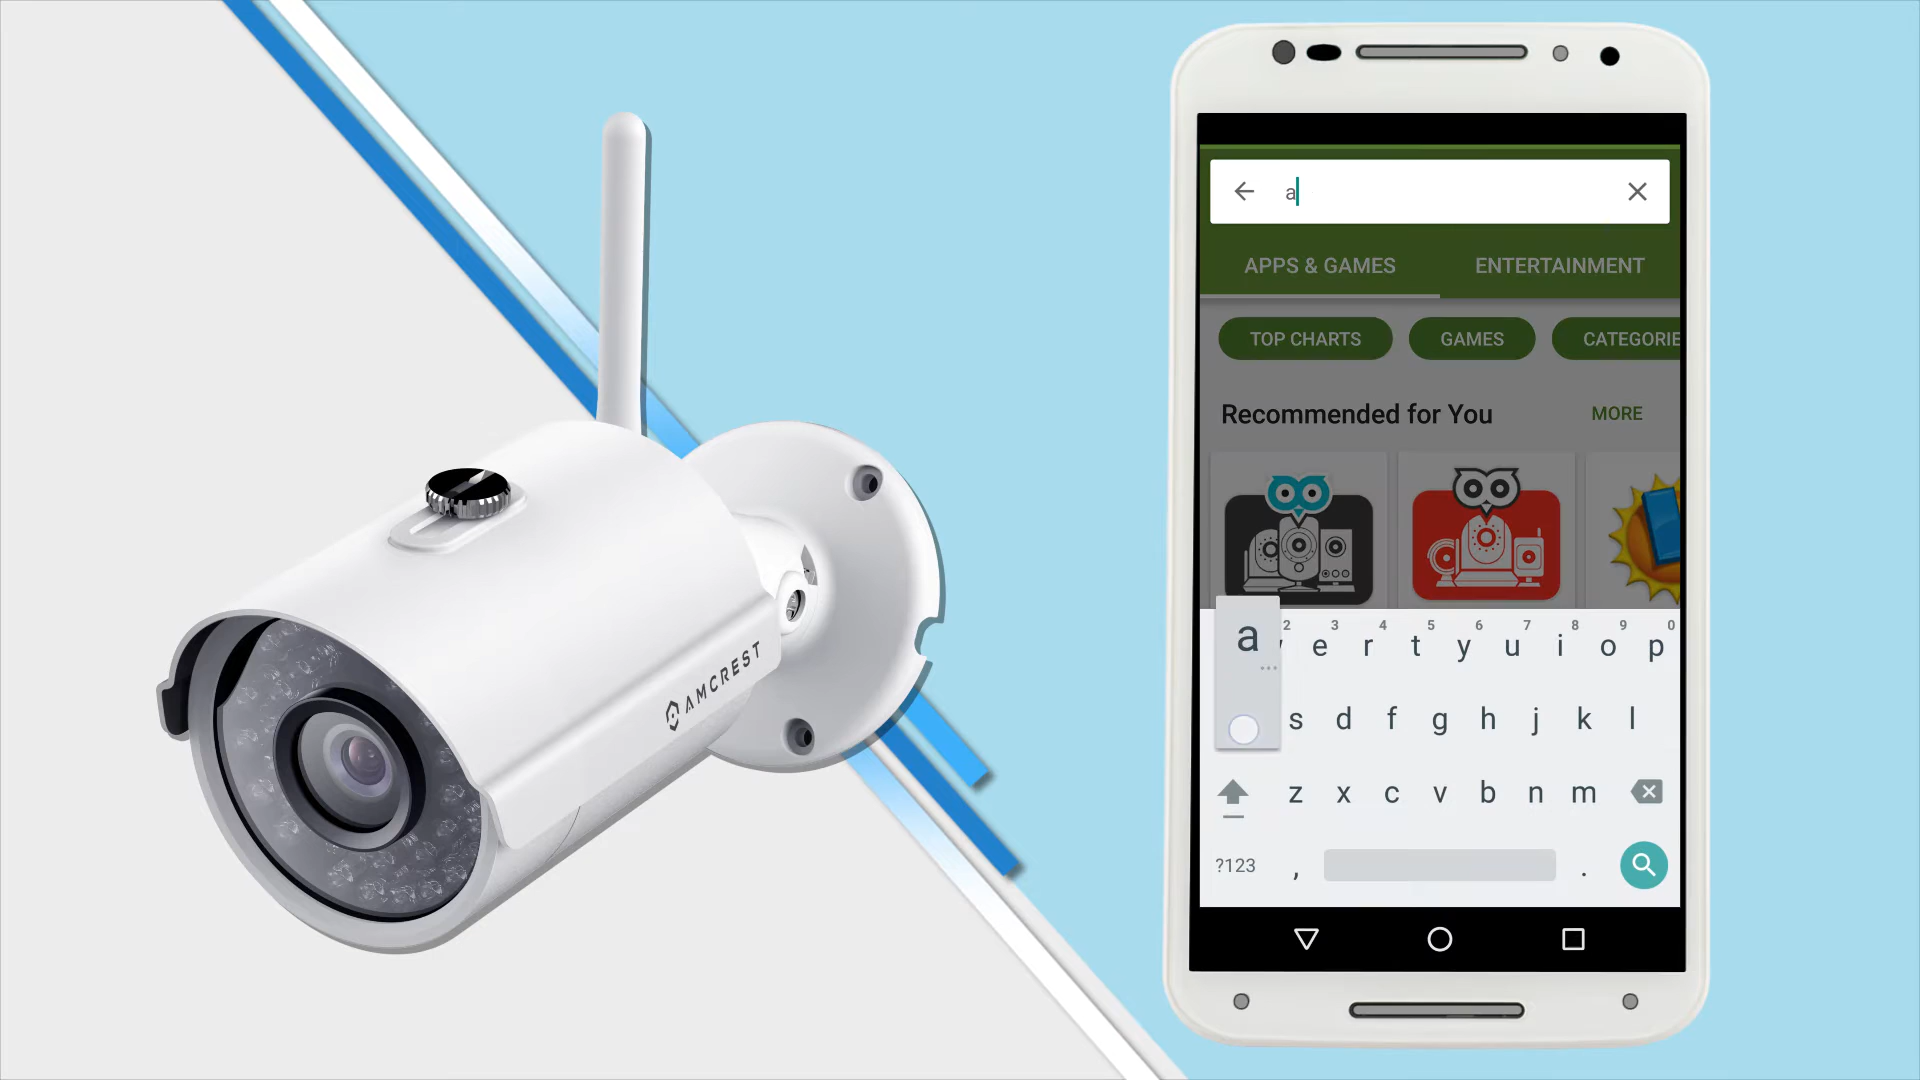 AMCREST
a
APPS & GAMES ENTERTAINMENT
TOP CHARTS GAMES CATEGORIE
Recommended for You MORE
2 3 4 5 6 7 8 9 0
a e r t y u i o p
s d f g h j k l
z x c v b n m
?123 , .